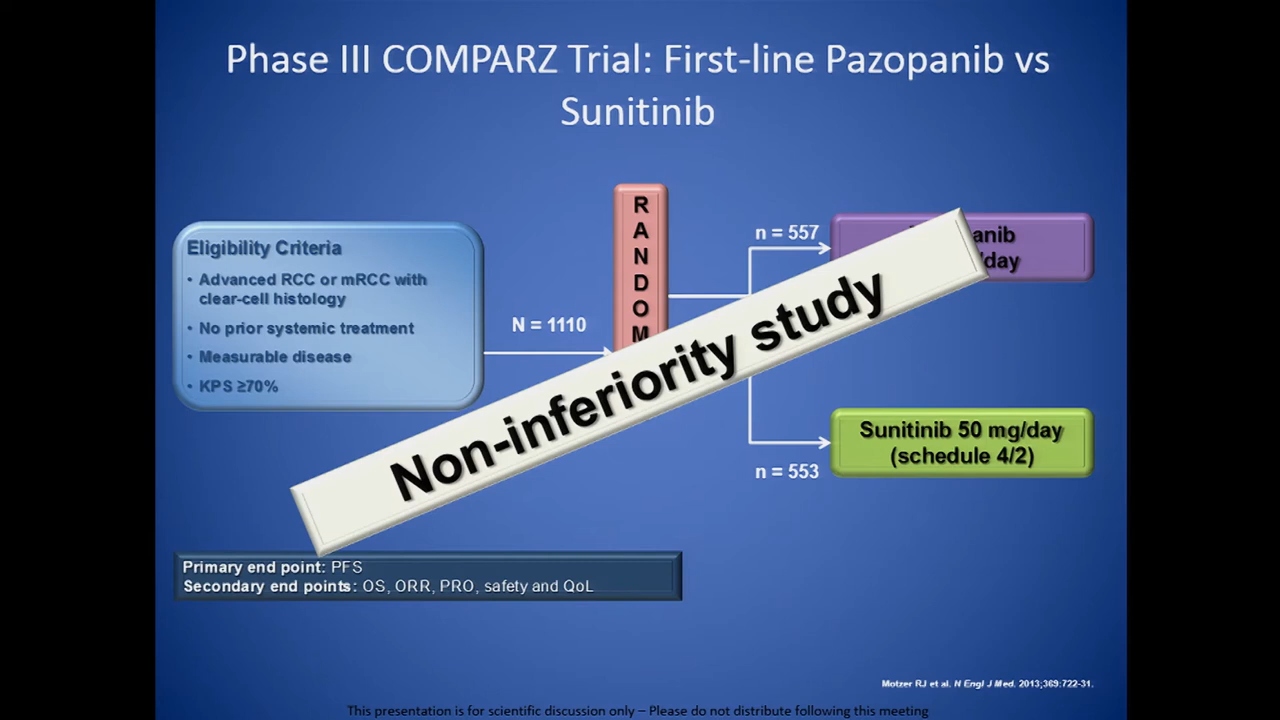 Phase III COMPARZ Trial: First-line Pazopanib vs
Sunitinib
Eligibility Criteria
• Advanced RCC or mRCC with
clear-cell histology
• No prior systemic treatment
• Measurable disease
• KPS ≥70%
N = 1110
R
A
N
D
O
M
n = 557
anib
/day
Non-inferiority study
Sunitinib 50 mg/day
(schedule 4/2)
n = 553
Primary end point: PFS
Secondary end points: OS, ORR, PRO, safety and QoL
Motzer RJ et al. N Engl J Med. 2013;369:722-31.
This presentation is for scientific discussion only – Please do not distribute following this meeting